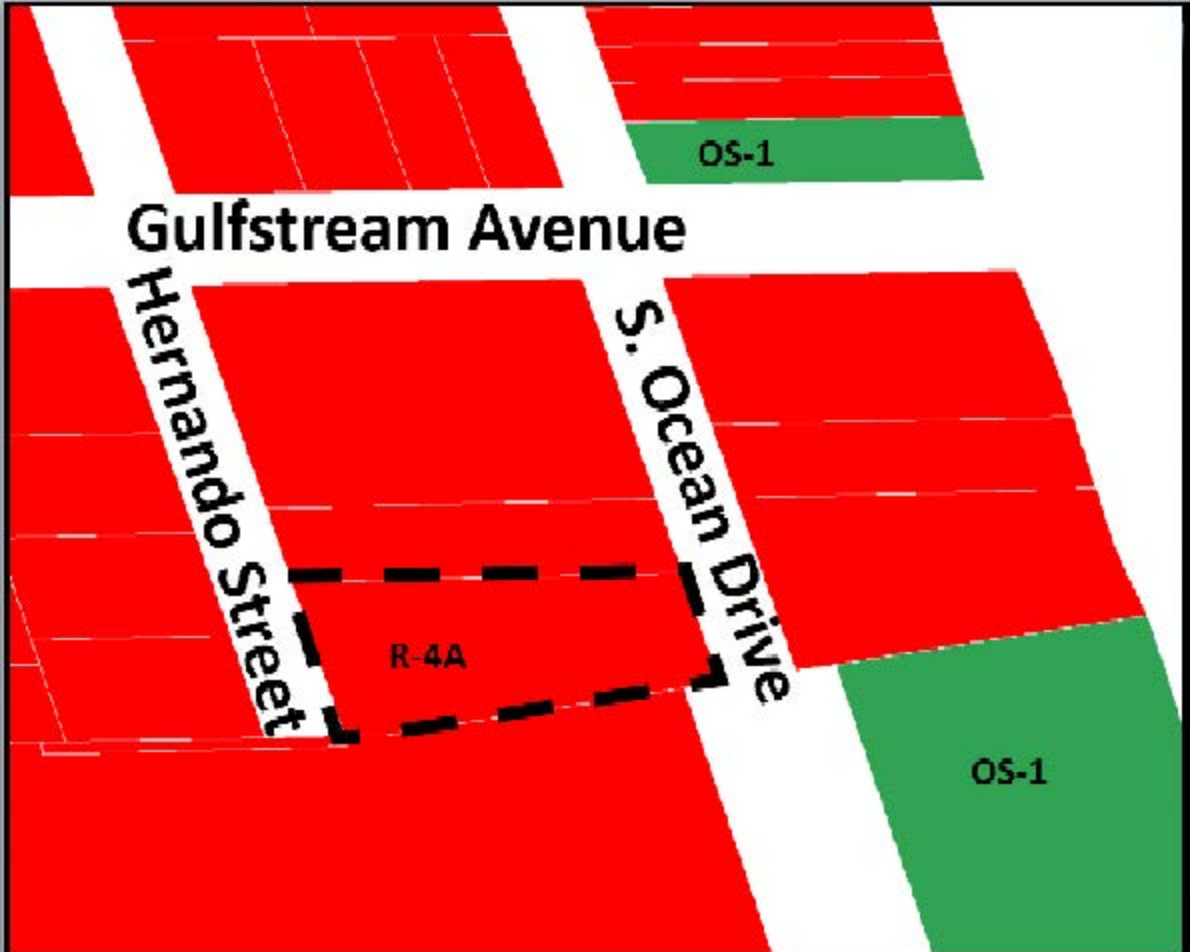 OS-1
Gulfstream Avenue
Hernando Street
S. Ocean Drive
R-4A
OS-1